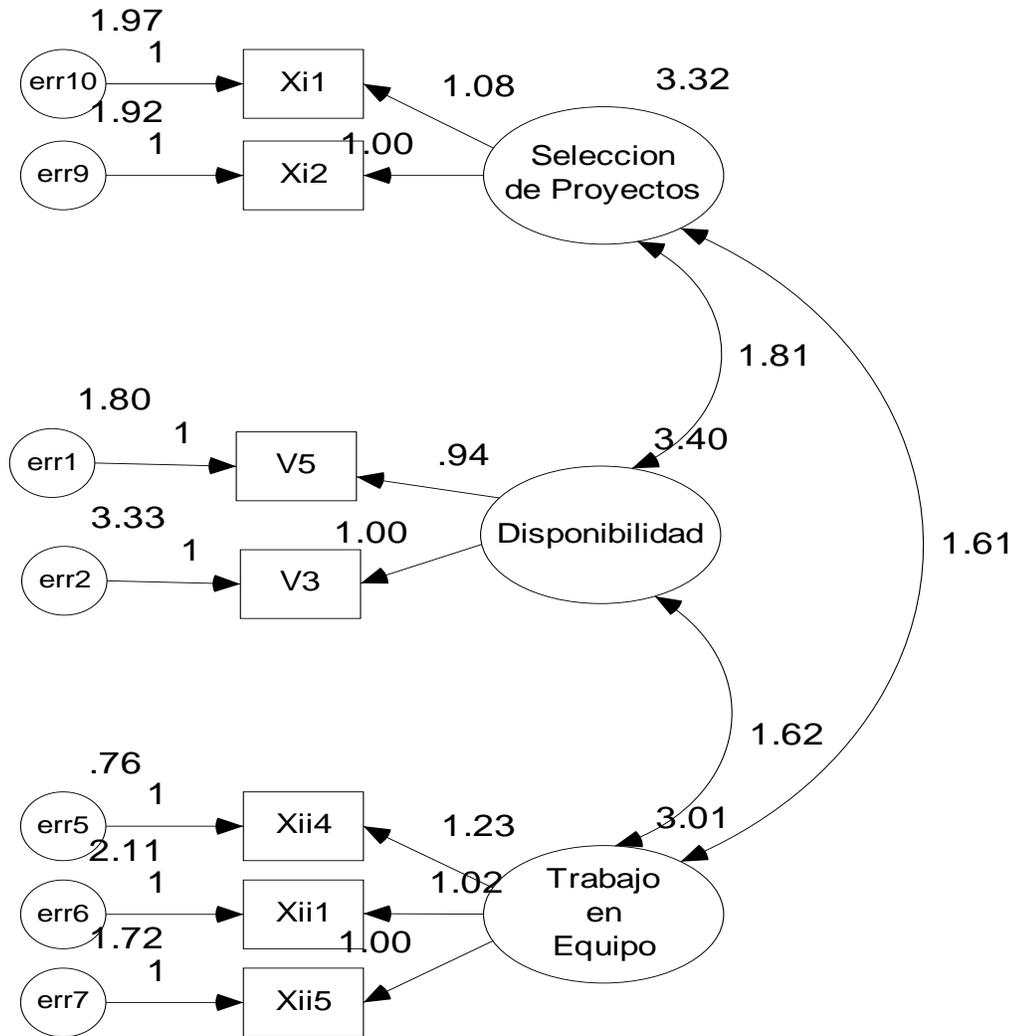 1.97
1
err10
Xi1
1.08
3.32
1.92
1
err9
Xi2
1.00
Seleccion
de Proyectos
1.81
1.80
1
err1
V5
.94
3.40
3.33
1
err2
V3
1.00
Disponibilidad
1.61
1.62
.76
1
err5
Xii4
1.23
3.01
2.11
1
err6
Xii1
1.02
Trabajo
en
Equipo
1.72
1
err7
Xii5
1.00